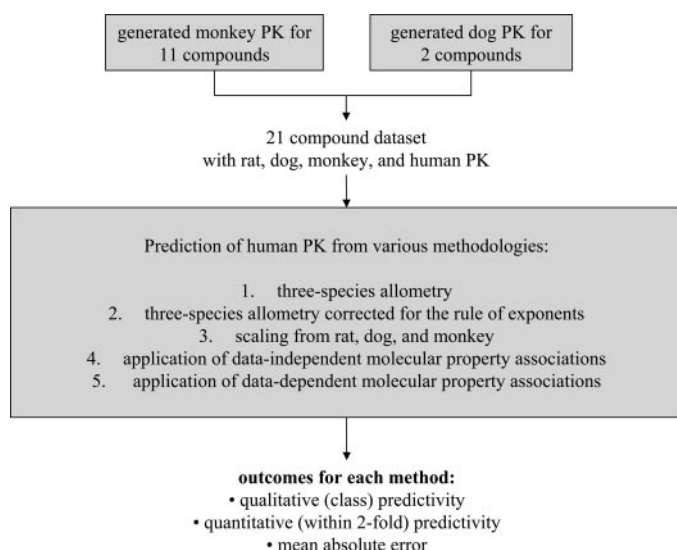 generated monkey PK for
11 compounds
generated dog PK for
2 compounds
21 compound dataset
with rat, dog, monkey, and human PK
Prediction of human PK from various methodologies:
1. three-species allometry
2. three-species allometry corrected for the rule of exponents
3. scaling from rat, dog, and monkey
4. application of data-independent molecular property associations
5. application of data-dependent molecular property associations
outcomes for each method:
• qualitative (class) predictivity
• quantitative (within 2-fold) predictivity
• mean absolute error